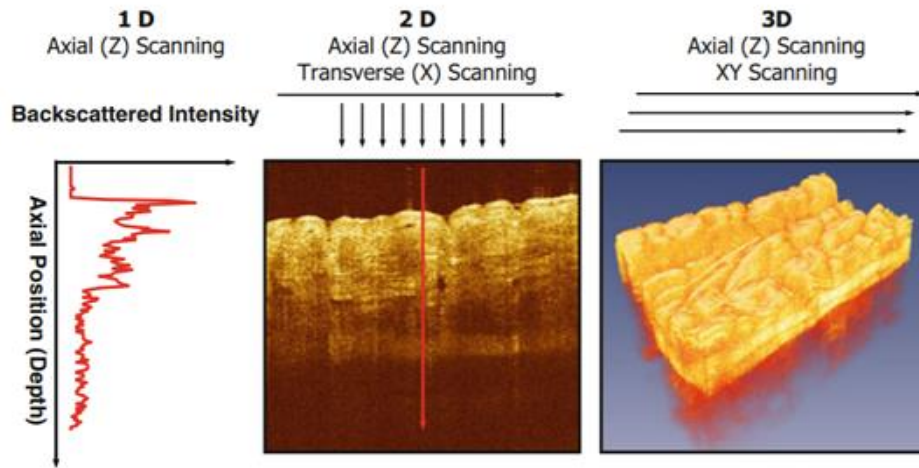 1 D
Axial (Z) Scanning
2 D
Axial (Z) Scanning
Transverse (X) Scanning
3D
Axial (Z) Scanning
XY Scanning
Backscattered Intensity
Axial Position (Depth)